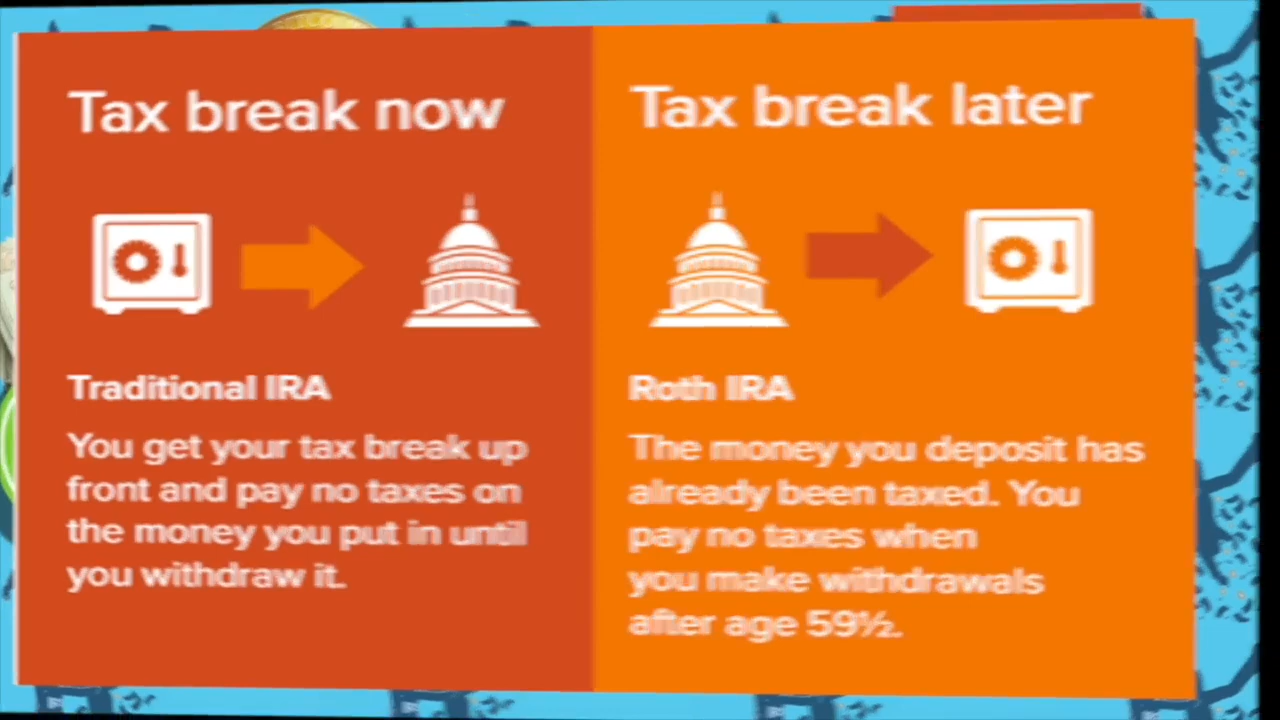 Tax break now
Traditional IRA
You get your tax break up
front and pay no taxes on
the money you put in until
you withdraw it.
Tax break later
Roth IRA
The money you deposit has
already been taxed. You
pay no taxes when
you make withdrawals
after age 59½.